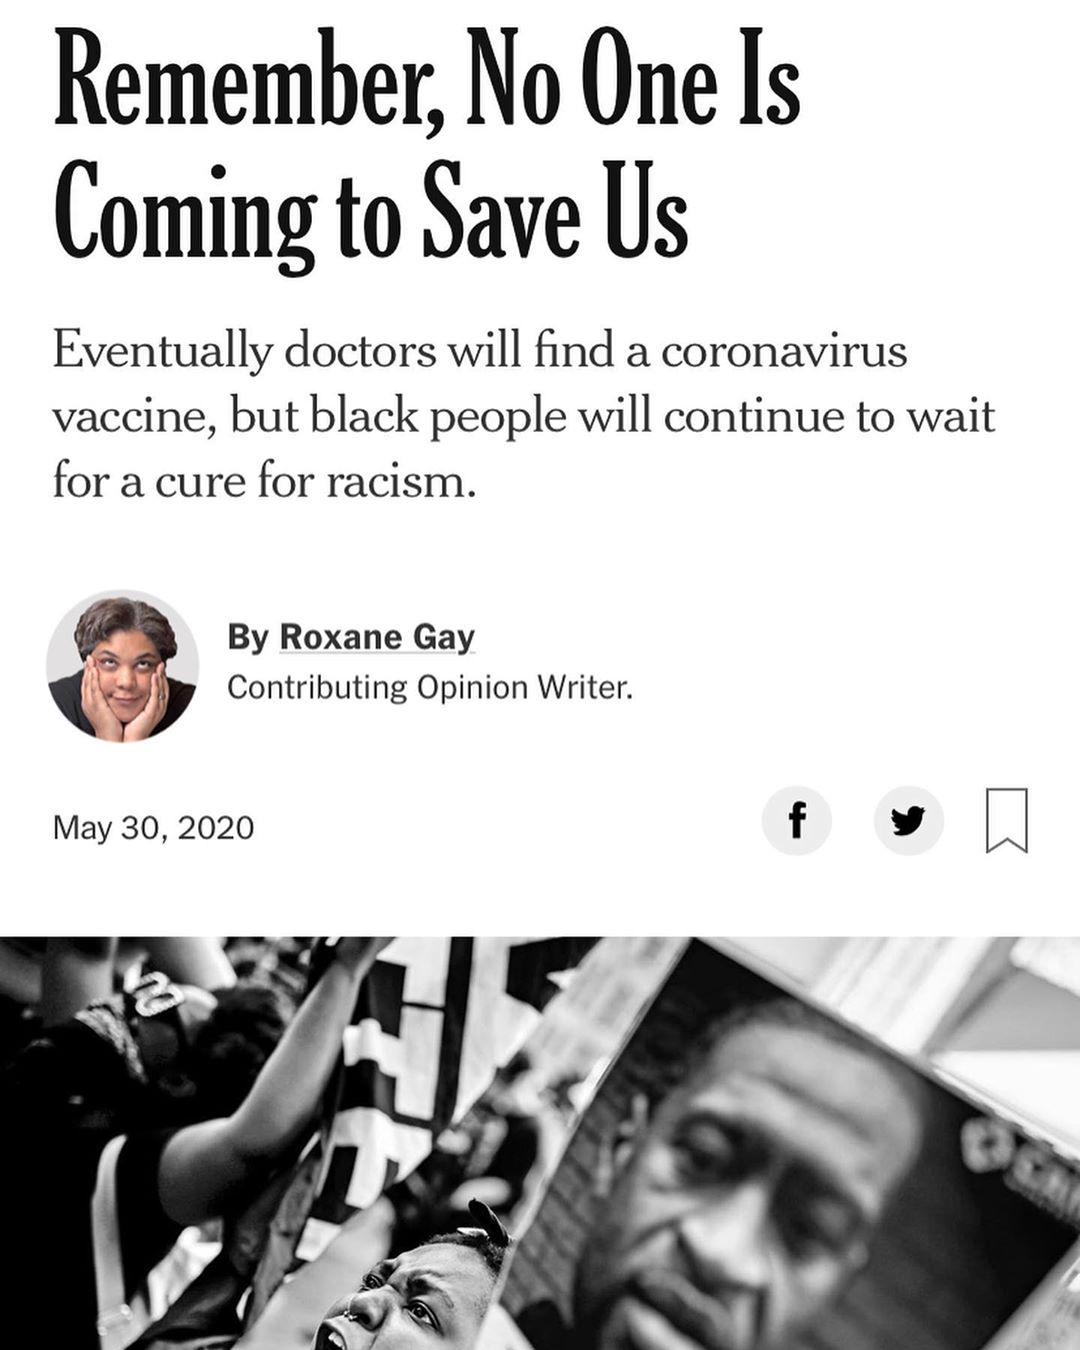 Remember, No One Is
Coming to Save Us
Eventually doctors will find a coronavirus
vaccine, but black people will continue to wait
for a cure for racism.
By Roxane Gay
Contributing Opinion Writer.
May 30, 2020